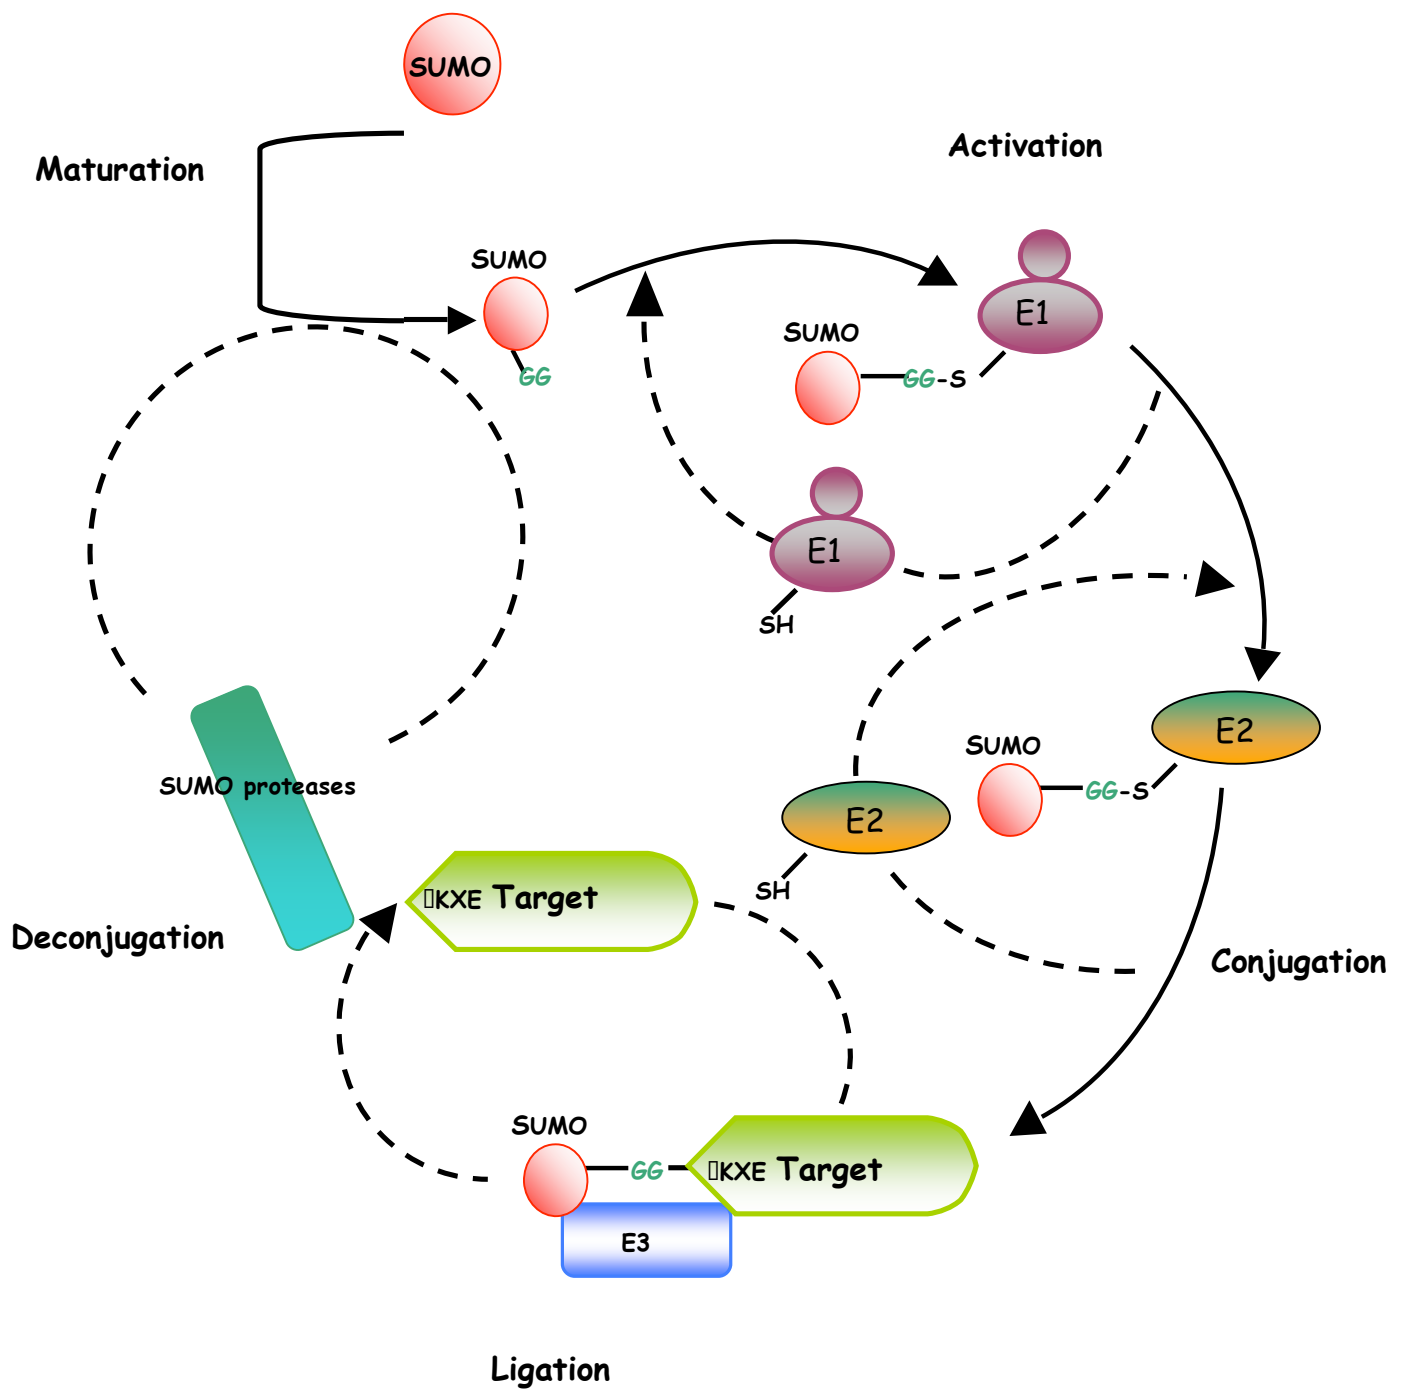 SUMO
Activation
Maturation
SUMO
GG
E1
SUMO
GG-S
E1
SH
E2
SUMO
GG-S
SUMO proteases
E2
SH
KXE Target
Deconjugation
Conjugation
SUMO
GG
KXE Target
E3
Ligation